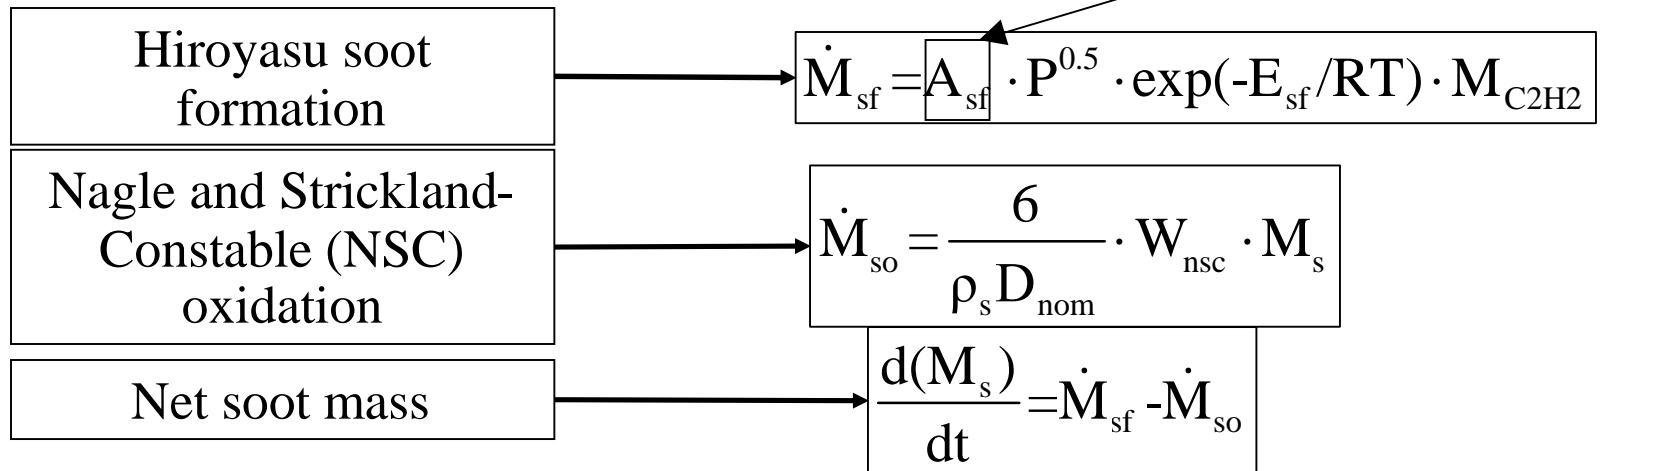 Hiroyasu soot
formation
Ṁsf =Asf ·P^0.5 ·exp(-Esf/RT)·MC2H2
Nagle and Strickland-
Constable (NSC)
oxidation
Ṁso = 6/(ρsDnom) ·Wnsc ·Ms
Net soot mass
d(Ms)/dt =Ṁsf -Ṁso